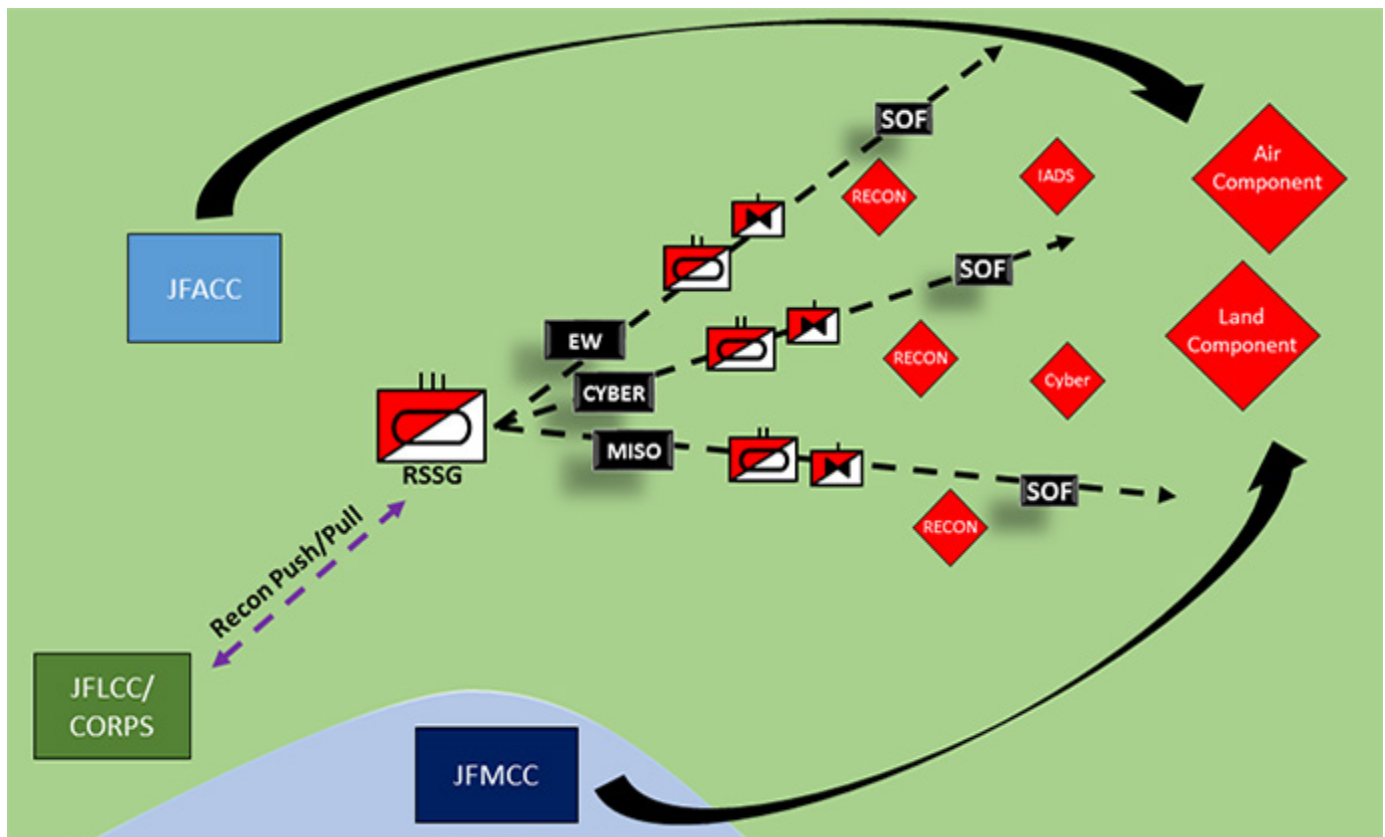 SOF
Air
Component
IADS
RECON
JFACC
SOF
Land
Component
EW
RECON
Cyber
CYBER
MISO
RSSG
SOF
RECON
Recon Push/Pull
JFLCC/
CORPS
JFMCC